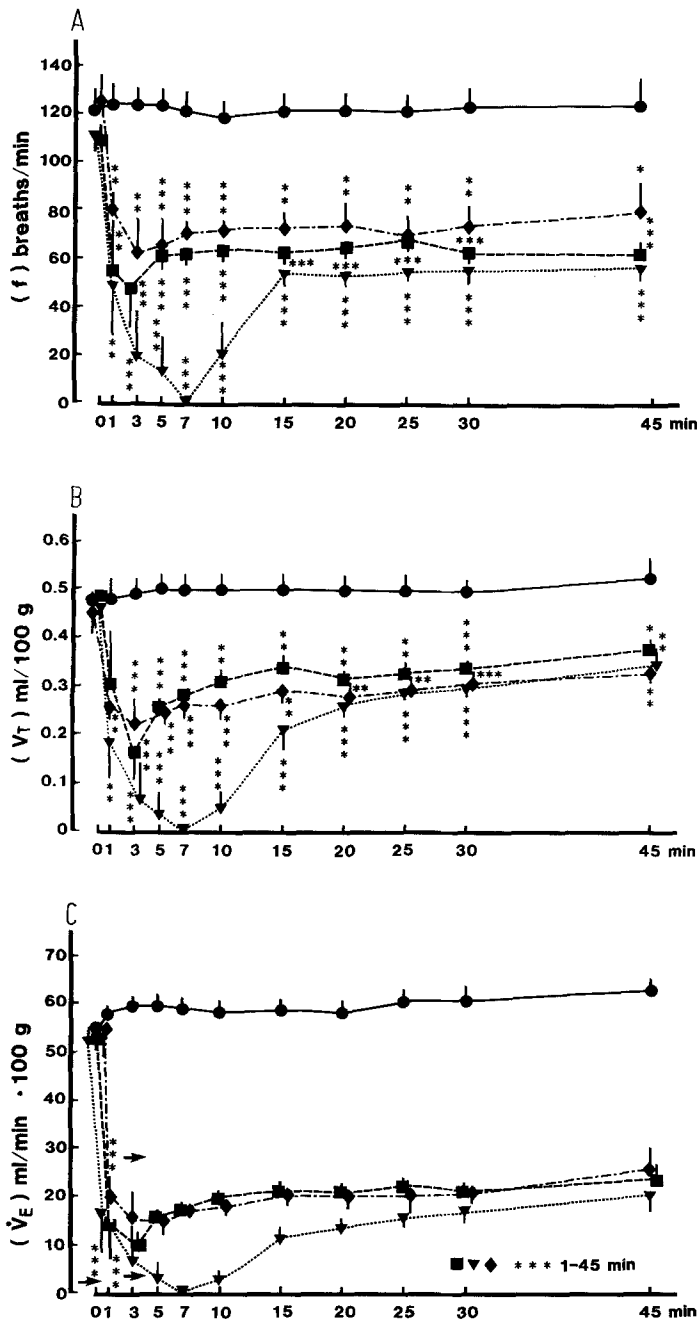 A
(f) breaths/min
140
120
100
80
60
40
20
0
0 1 3 5 7 10 15 20 25 30 45 min
B
(VT) ml/100 g
0.6
0.5
0.4
0.3
0.2
0.1
0
0 1 3 5 7 10 15 20 25 30 45 min
C
(V̇E) ml/min · 100 g
70
60
50
40
30
20
10
0
■ ▼ ◆ * * * 1–45 min
0 1 3 5 7 10 15 20 25 30 45 min